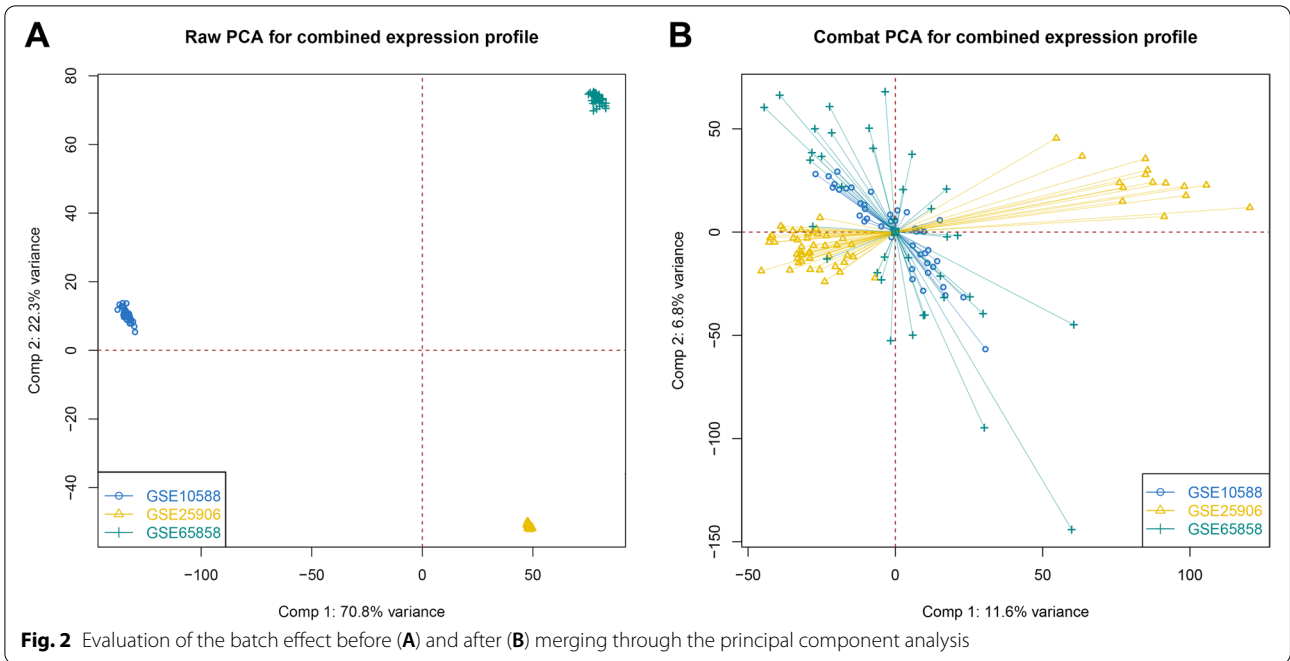 A
Raw PCA for combined expression profile
Comp 2: 22.3% variance
80
60
40
20
0
−20
−40
GSE10588
GSE25906
GSE65858
−100
−50
0
50
Comp 1: 70.8% variance
B
Combat PCA for combined expression profile
Comp 2: 6.8% variance
50
0
−50
−100
−150
GSE10588
GSE25906
GSE65858
−50
0
50
100
Comp 1: 11.6% variance
Fig. 2 Evaluation of the batch effect before (A) and after (B) merging through the principal component analysis